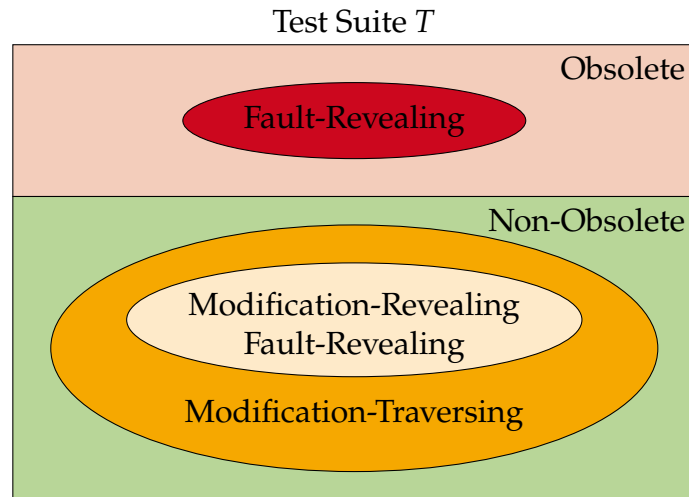 Test Suite T
Obsolete
Fault-Revealing
Non-Obsolete
Modification-Revealing
Fault-Revealing
Modification-Traversing